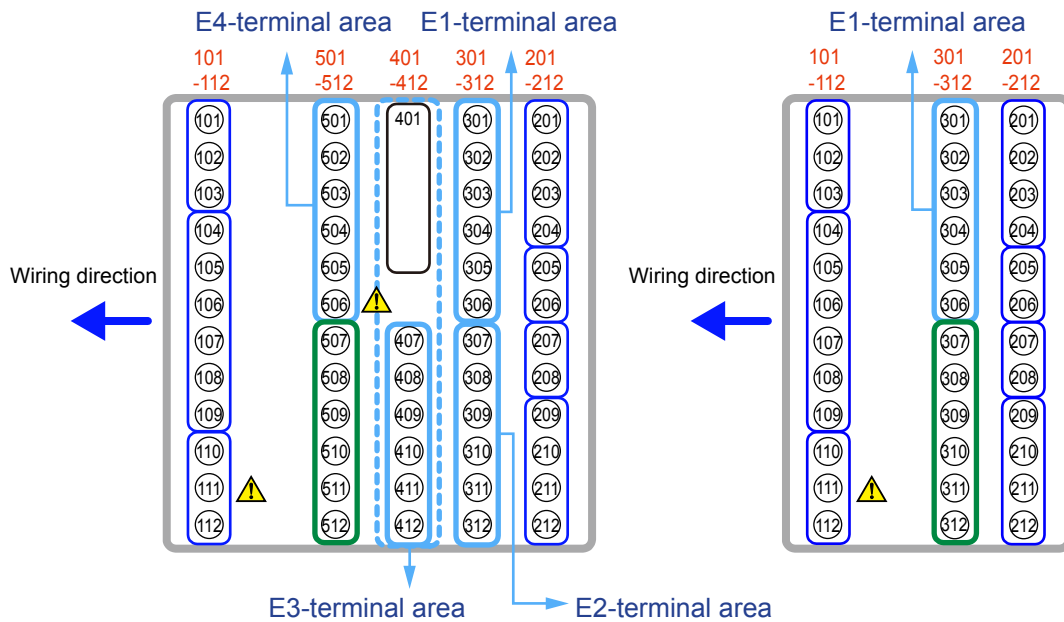 E4-terminal area E1-terminal area E1-terminal area
101 501 401 301 201 101 301 201
-112 -512 -412 -312 -212 -112 -312 -212
101 501 401 301 201 101 301 201
102 502 302 202 102 302 202
103 503 303 203 103 303 203
104 504 304 204 104 304 204
105 505 305 205 105 305 205
Wiring direction Wiring direction
106 506 306 206 106 306 206
107 507 407 307 207 107 307 207
108 508 408 308 208 108 308 208
109 509 409 309 209 109 309 209
110 510 410 310 210 110 310 210
111 ! 511 411 311 211 111 ! 311 211
112 512 412 312 212 112 312 212
E3-terminal area E2-terminal area